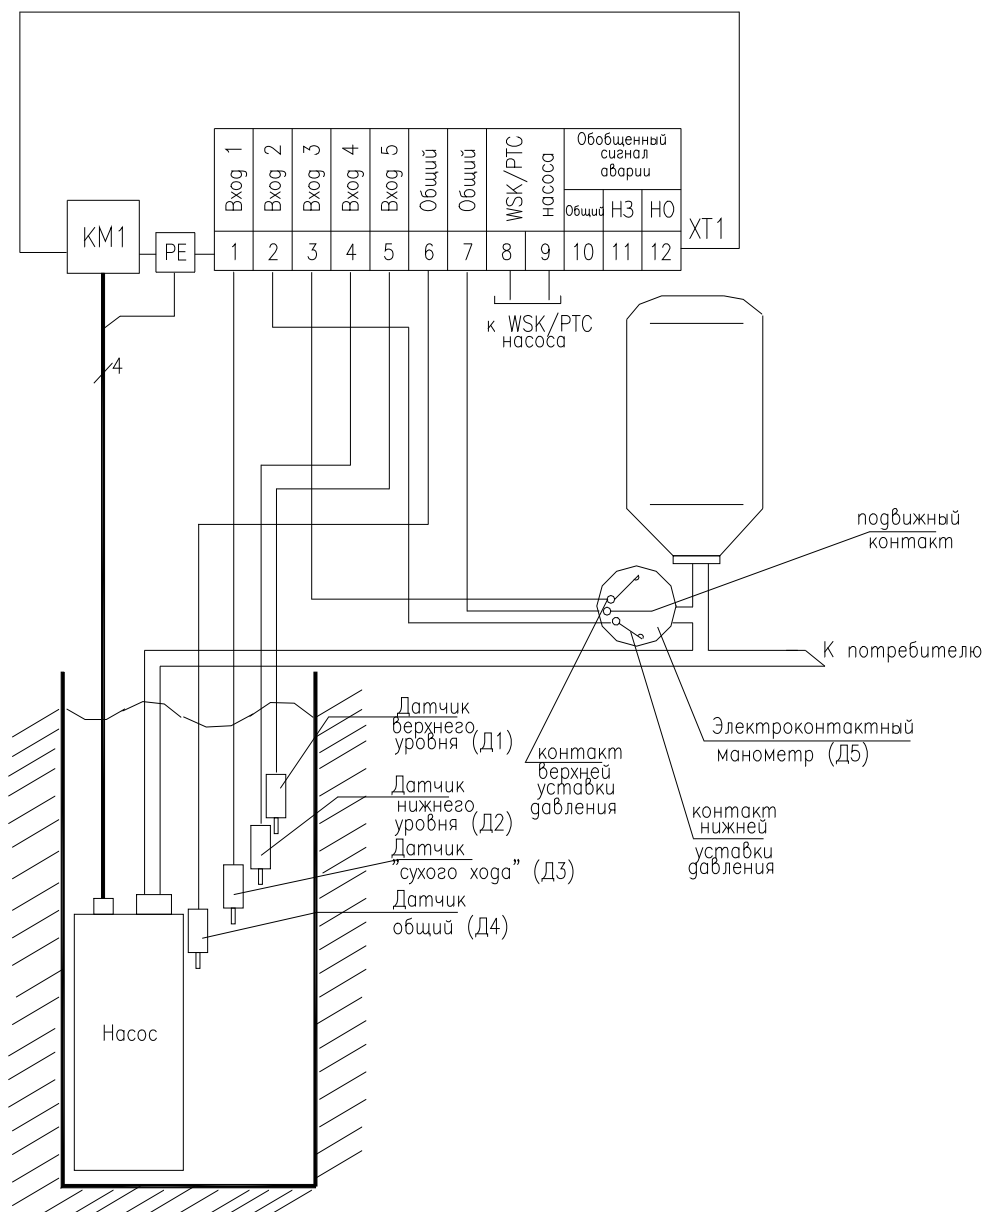 Вход 1
Вход 2
Вход 3
Вход 4
Вход 5
Общий
Общий
WSK/PTC
насоса
Обобщенный
сигнал
аварии
Общий
НЗ
НО
XT1
КМ1
РЕ
1
2
3
4
5
6
7
8
9
10
11
12
к WSK/PTC
насоса
4
подвижный
контакт
К потребителю
Датчик
верхнего
уровня (Д1)
Электроконтактный
манометр (Д5)
контакт
верхней
уставки
давления
Датчик
нижнего
уровня (Д2)
контакт
нижней
уставки
давления
Датчик
"сухого хода" (Д3)
Датчик
общий (Д4)
Насос